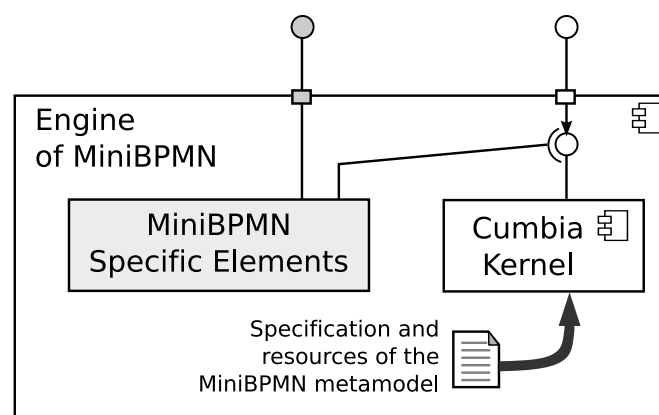 Engine
of MiniBPMN
MiniBPMN
Specific Elements
Cumbia
Kernel
Specification and
resources of the
MiniBPMN metamodel